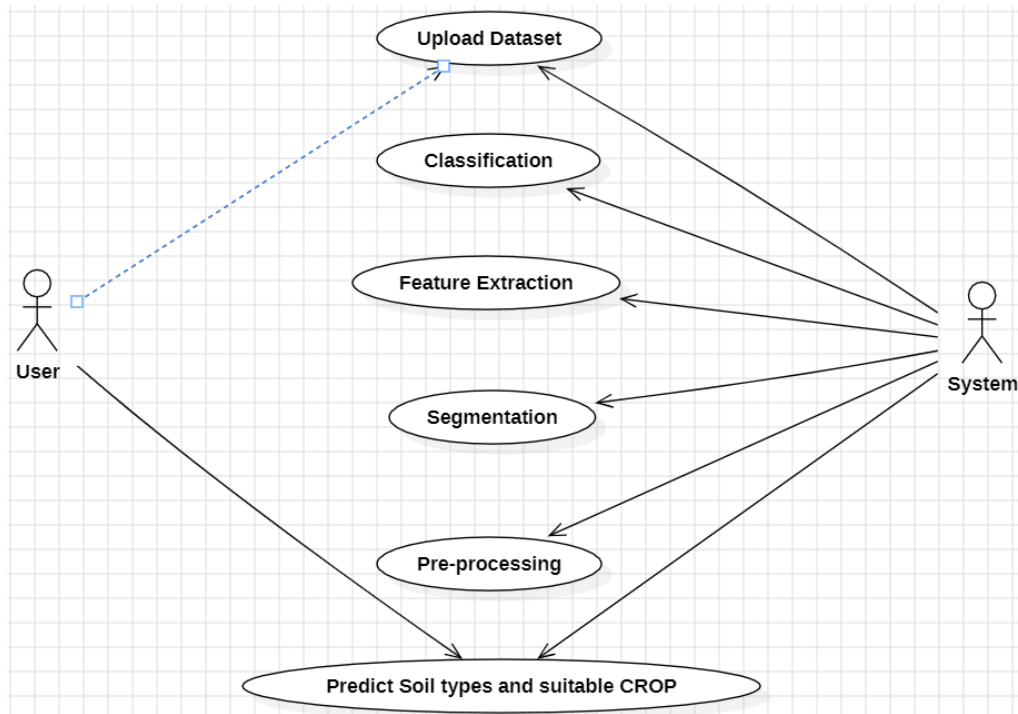 Upload Dataset
Classification
Feature Extraction
User
System
Segmentation
Pre-processing
Predict Soil types and suitable CROP